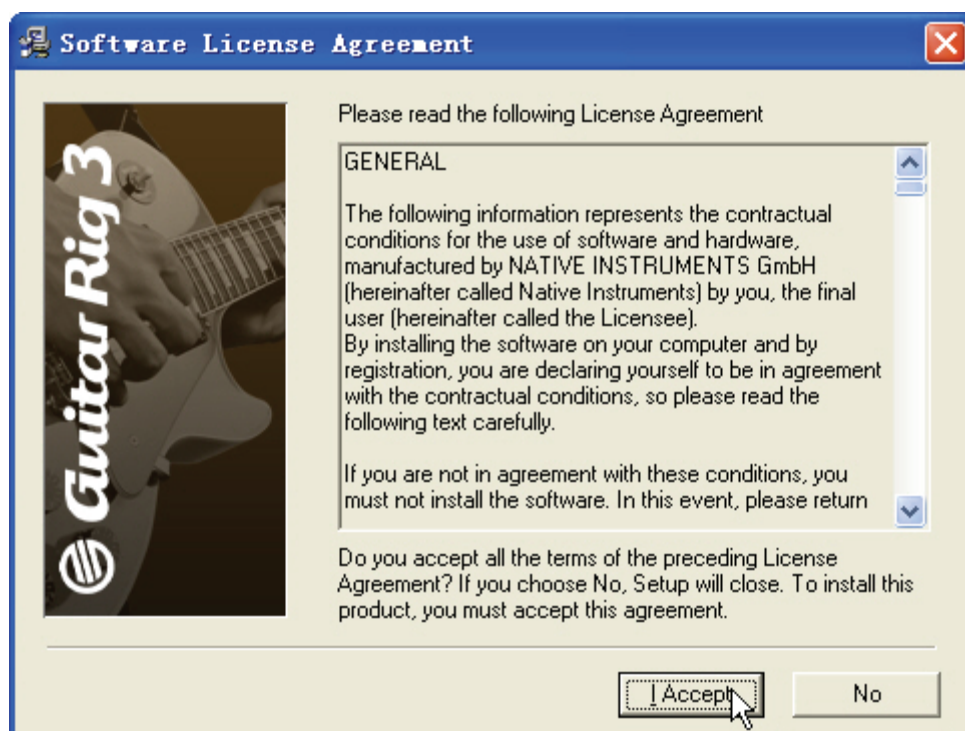 Software License Agreement
Guitar Rig 3
Please read the following License Agreement
GENERAL
The following information represents the contractual
conditions for the use of software and hardware,
manufactured by NATIVE INSTRUMENTS GmbH
(hereinafter called Native Instruments) by you, the final
user (hereinafter called the Licensee).
By installing the software on your computer and by
registration, you are declaring yourself to be in agreement
with the contractual conditions, so please read the
following text carefully.
If you are not in agreement with these conditions, you
must not install the software. In this event, please return
Do you accept all the terms of the preceding License
Agreement? If you choose No, Setup will close. To install this
product, you must accept this agreement.
I Accept
No